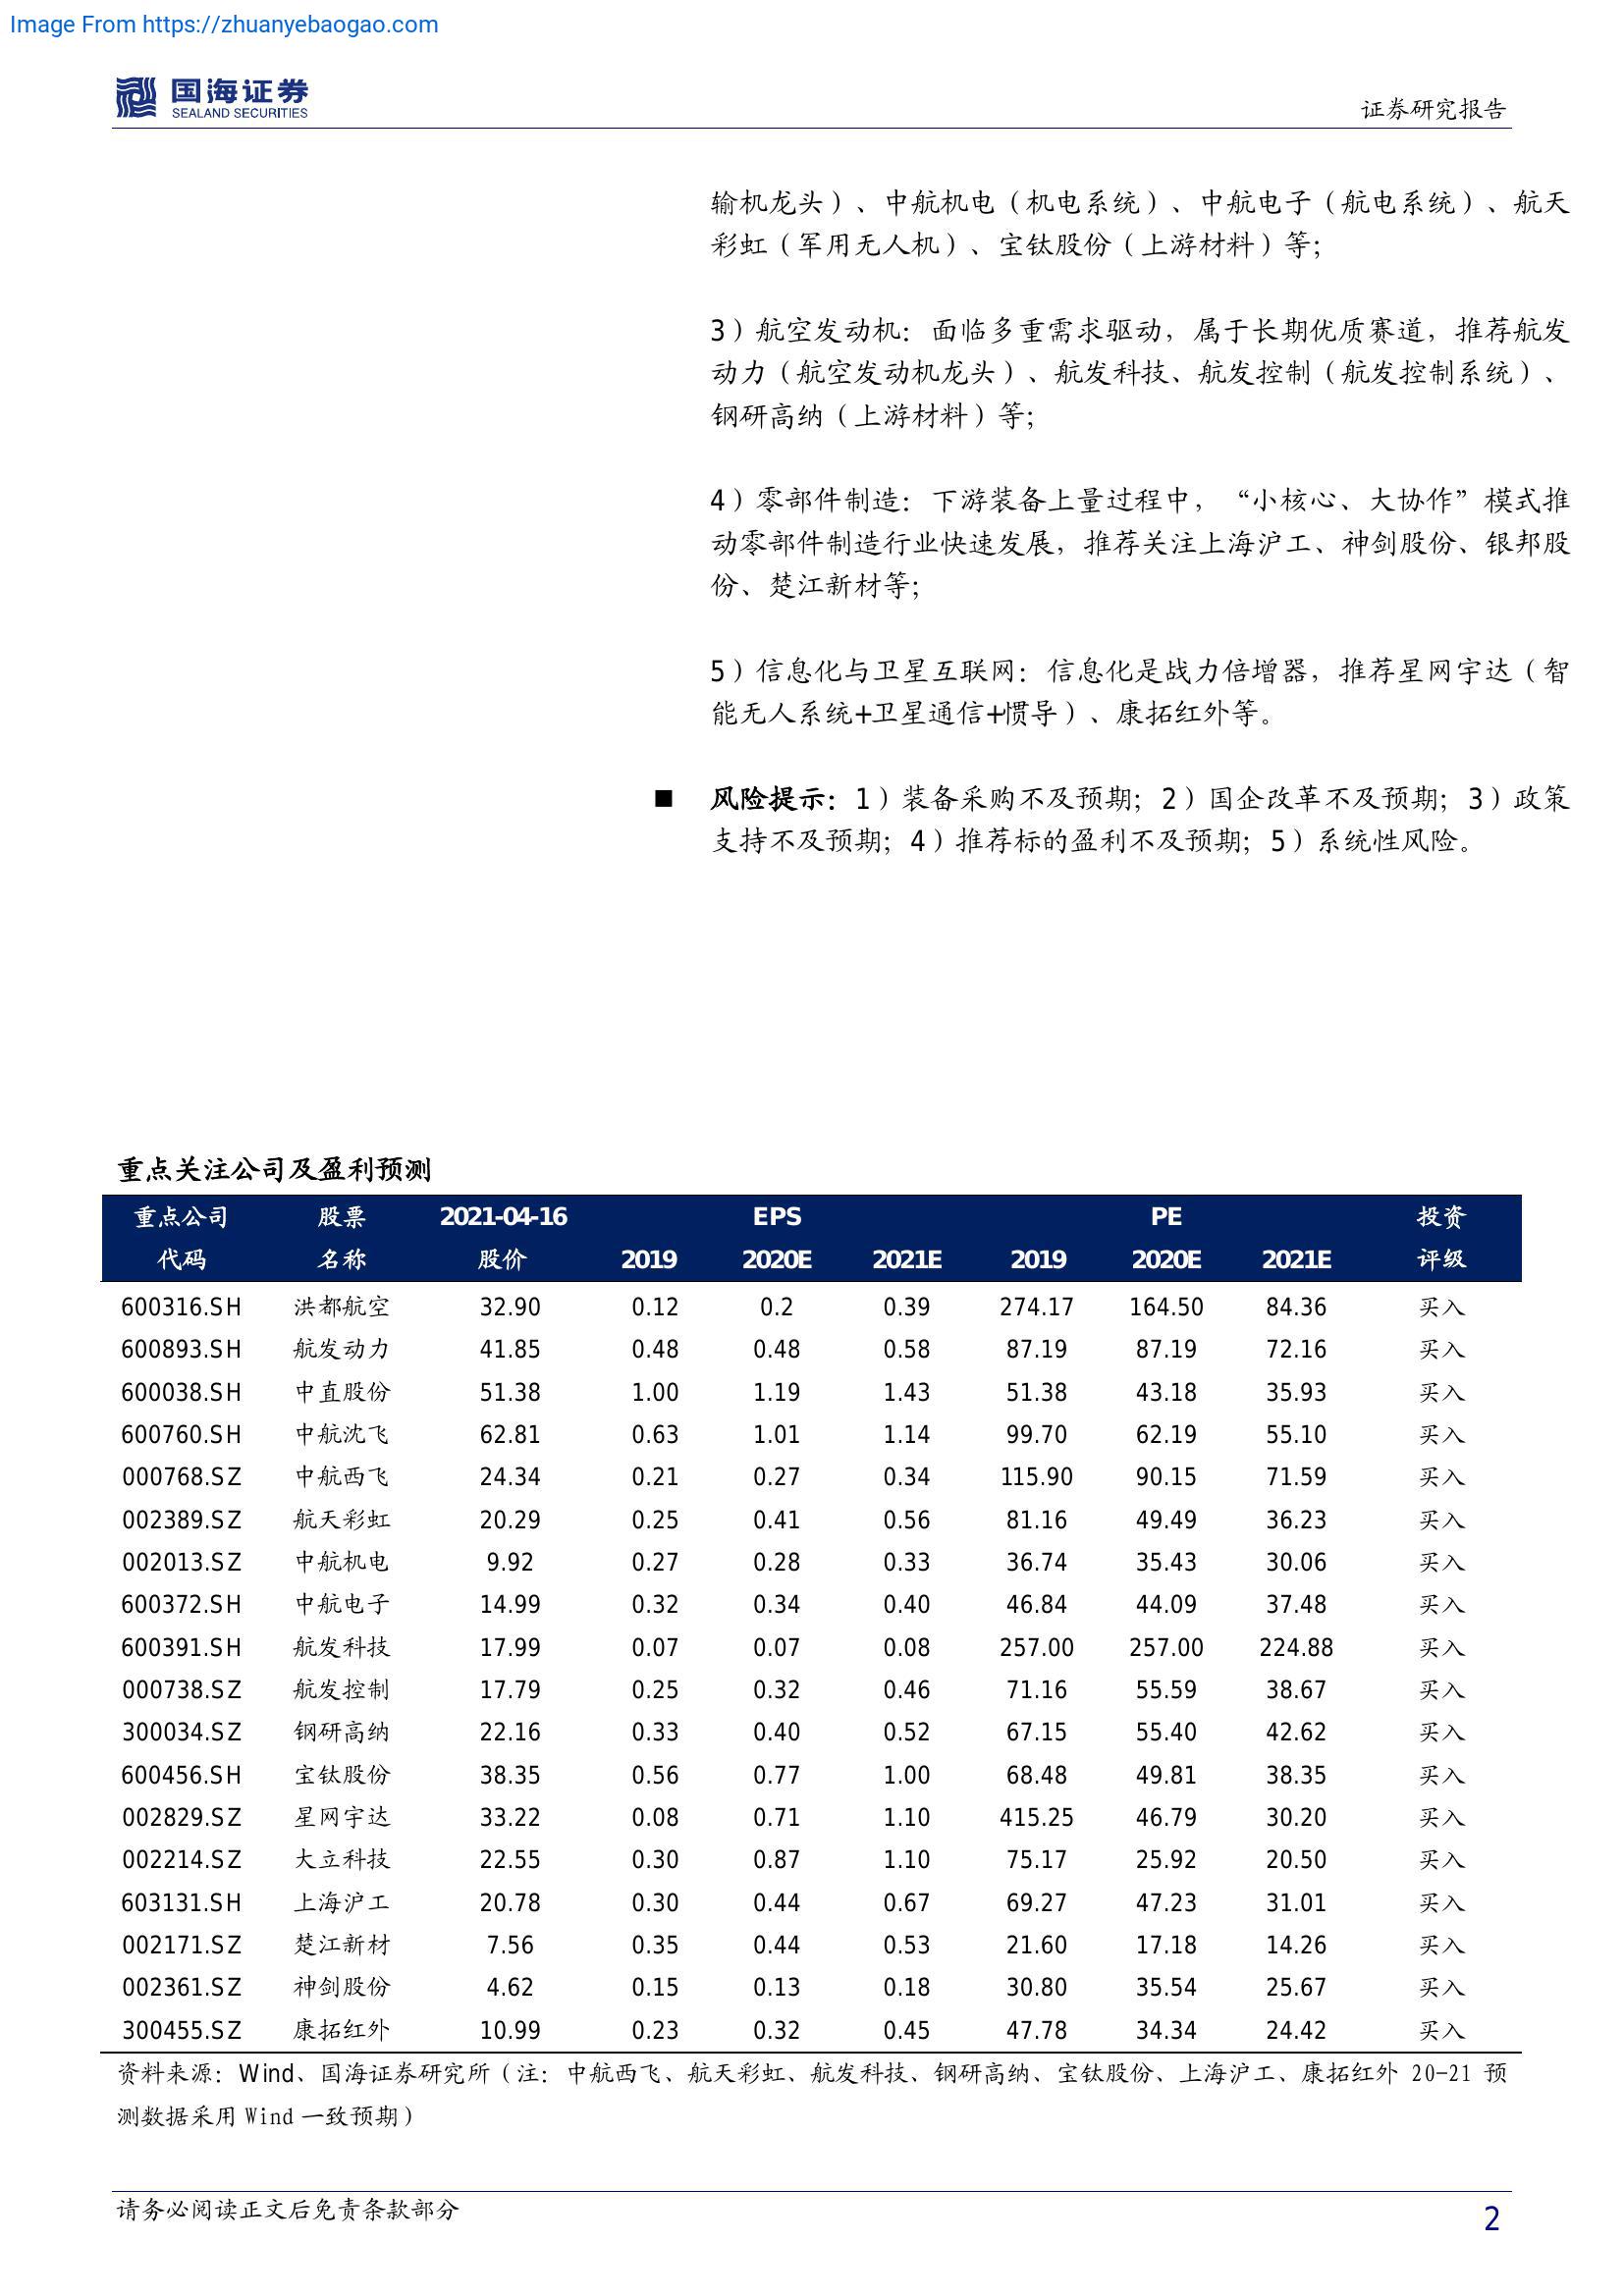 Image From https://zhuanyebaogao.com
国海证券
SEALAND SECURITIES
证券研究报告
输机龙头）、中航机电（机电系统）、中航电子（航电系统）、航天
彩虹（军用无人机）、宝钛股份（上游材料）等；
3）航空发动机：面临多重需求驱动，属于长期优质赛道，推荐航发
动力（航空发动机龙头）、航发科技、航发控制（航发控制系统）、
钢研高纳（上游材料）等；
4）零部件制造：下游装备上量过程中，“小核心、大协作”模式推
动零部件制造行业快速发展，推荐关注上海沪工、神剑股份、银邦股
份、楚江新材等；
5）信息化与卫星互联网：信息化是战力倍增器，推荐星网宇达（智
能无人系统+卫星通信+惯导）、康拓红外等。
■ 风险提示：1）装备采购不及预期；2）国企改革不及预期；3）政策
支持不及预期；4）推荐标的盈利不及预期；5）系统性风险。
重点关注公司及盈利预测
重点公司 股票 2021-04-16 EPS PE 投资
代码 名称 股价 2019 2020E 2021E 2019 2020E 2021E 评级
600316.SH 洪都航空 32.90 0.12 0.2 0.39 274.17 164.50 84.36 买入
600893.SH 航发动力 41.85 0.48 0.48 0.58 87.19 87.19 72.16 买入
600038.SH 中直股份 51.38 1.00 1.19 1.43 51.38 43.18 35.93 买入
600760.SH 中航沈飞 62.81 0.63 1.01 1.14 99.70 62.19 55.10 买入
000768.SZ 中航西飞 24.34 0.21 0.27 0.34 115.90 90.15 71.59 买入
002389.SZ 航天彩虹 20.29 0.25 0.41 0.56 81.16 49.49 36.23 买入
002013.SZ 中航机电 9.92 0.27 0.28 0.33 36.74 35.43 30.06 买入
600372.SH 中航电子 14.99 0.32 0.34 0.40 46.84 44.09 37.48 买入
600391.SH 航发科技 17.99 0.07 0.07 0.08 257.00 257.00 224.88 买入
000738.SZ 航发控制 17.79 0.25 0.32 0.46 71.16 55.59 38.67 买入
300034.SZ 钢研高纳 22.16 0.33 0.40 0.52 67.15 55.40 42.62 买入
600456.SH 宝钛股份 38.35 0.56 0.77 1.00 68.48 49.81 38.35 买入
002829.SZ 星网宇达 33.22 0.08 0.71 1.10 415.25 46.79 30.20 买入
002214.SZ 大立科技 22.55 0.30 0.87 1.10 75.17 25.92 20.50 买入
603131.SH 上海沪工 20.78 0.30 0.44 0.67 69.27 47.23 31.01 买入
002171.SZ 楚江新材 7.56 0.35 0.44 0.53 21.60 17.18 14.26 买入
002361.SZ 神剑股份 4.62 0.15 0.13 0.18 30.80 35.54 25.67 买入
300455.SZ 康拓红外 10.99 0.23 0.32 0.45 47.78 34.34 24.42 买入
资料来源：Wind、国海证券研究所（注：中航西飞、航天彩虹、航发科技、钢研高纳、宝钛股份、上海沪工、康拓红外 20-21 预
测数据采用 Wind 一致预期）
请务必阅读正文后免责条款部分
2